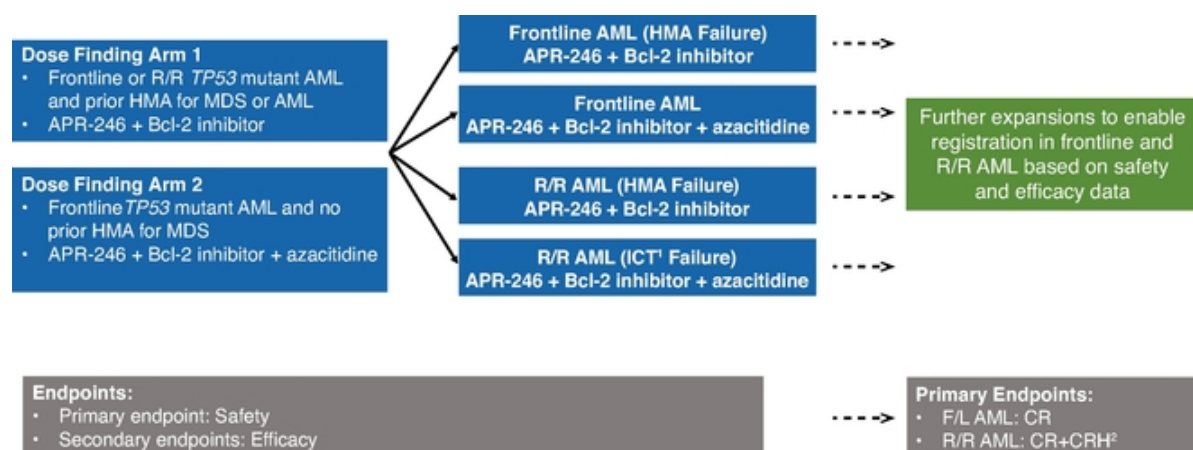 Dose Finding Arm 1
• Frontline or R/R TP53 mutant AML
and prior HMA for MDS or AML
• APR-246 + Bcl-2 inhibitor
Dose Finding Arm 2
• Frontline TP53 mutant AML and no
prior HMA for MDS
• APR-246 + Bcl-2 inhibitor + azacitidine
Frontline AML (HMA Failure)
APR-246 + Bcl-2 inhibitor
Frontline AML
APR-246 + Bcl-2 inhibitor + azacitidine
R/R AML (HMA Failure)
APR-246 + Bcl-2 inhibitor
R/R AML (ICT¹ Failure)
APR-246 + Bcl-2 inhibitor + azacitidine
Further expansions to enable
registration in frontline and
R/R AML based on safety
and efficacy data
Endpoints:
• Primary endpoint: Safety
• Secondary endpoints: Efficacy
Primary Endpoints:
• F/L AML: CR
• R/R AML: CR+CRH²